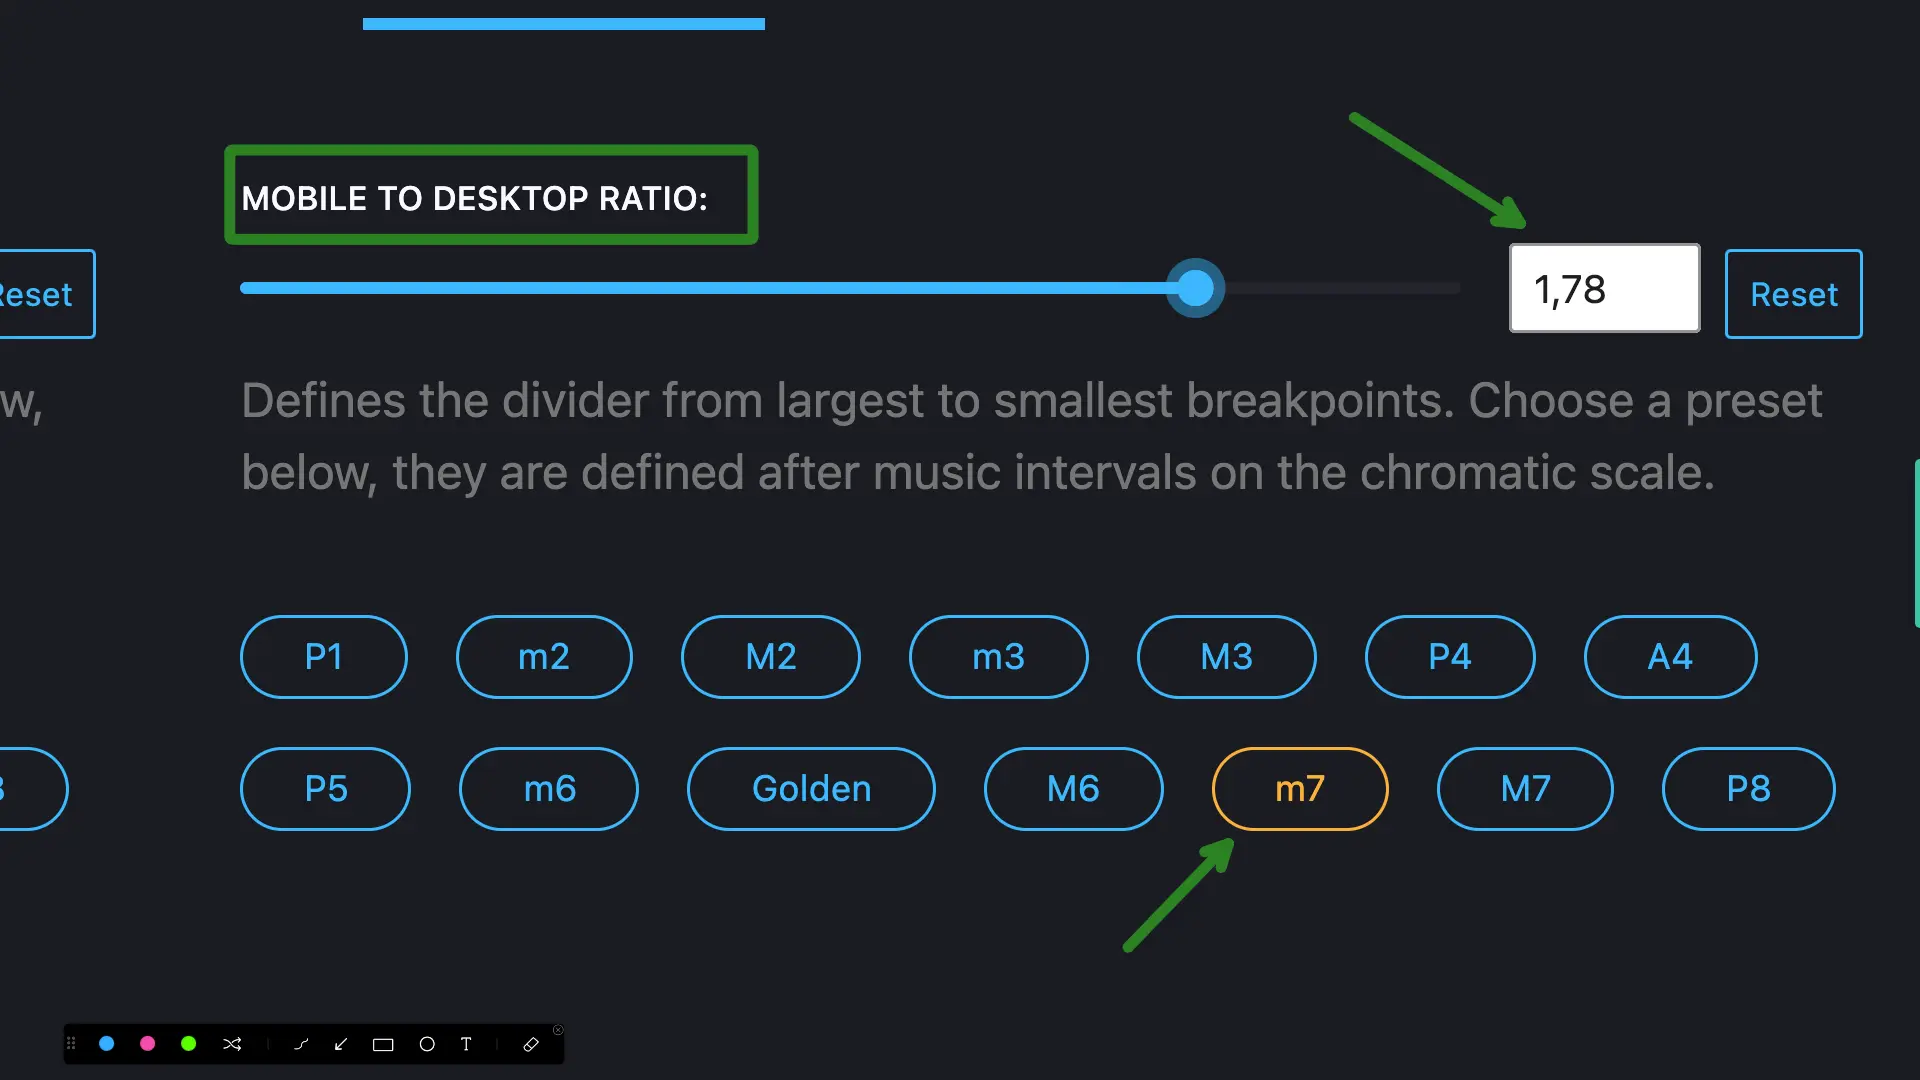 MOBILE TO DESKTOP RATIO:
Reset
1,78
Reset
w,
Defines the divider from largest to smallest breakpoints. Choose a preset
below, they are defined after music intervals on the chromatic scale.
P1
m2
M2
m3
M3
P4
A4
P5
m6
Golden
M6
m7
M7
P8
T